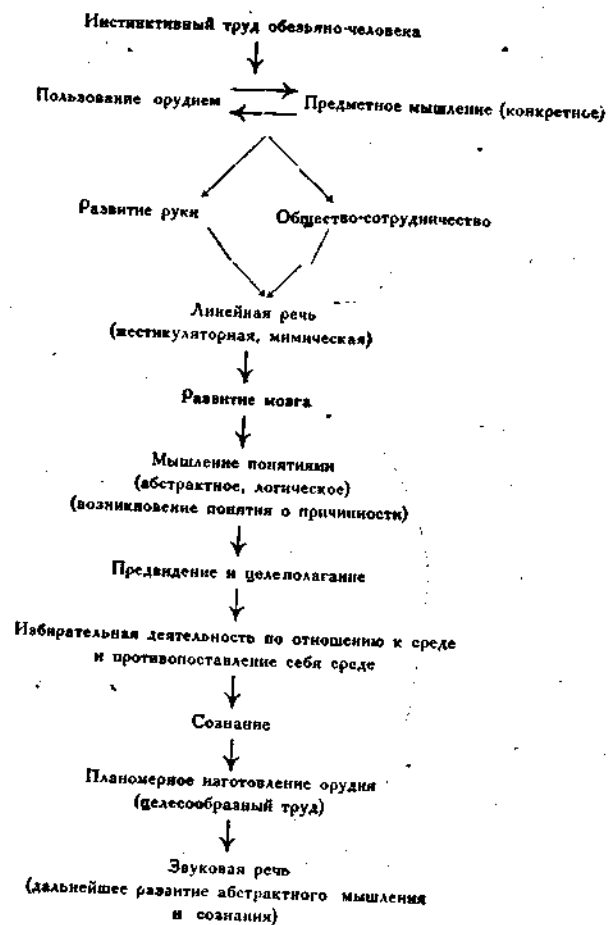 Инстинктивный труд обезьяно-человека
Пользование орудием Предметное мышление (конкретное)
Развитие руки Общество-сотрудничество
Линейная речь
(жестикуляторная, мимическая)
Развитие мозга
Мышление понятиями
(абстрактное, логическое)
(возникновение понятия о причинности)
Предвидение и целеполагание
Избирательная деятельность по отношению к среде
и противопоставление себя среде
Сознание
Планомерное изготовление орудия
(целесообразный труд)
Звуковая речь
(дальнейшее развитие абстрактного мышления
и сознания)